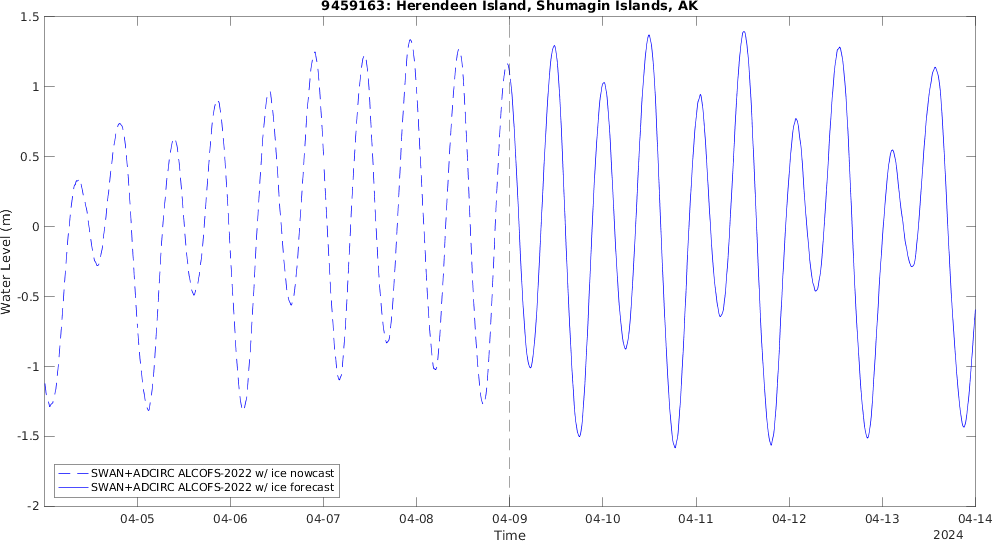 9459163: Herendeen Island, Shumagin Islands, AK
1.5
1
0.5
0
-0.5
-1
-1.5
-2
Water Level (m)
SWAN+ADCIRC ALCOFS-2022 w/ ice nowcast
SWAN+ADCIRC ALCOFS-2022 w/ ice forecast
04-05 04-06 04-07 04-08 04-09 04-10 04-11 04-12 04-13 04-14
Time
2024